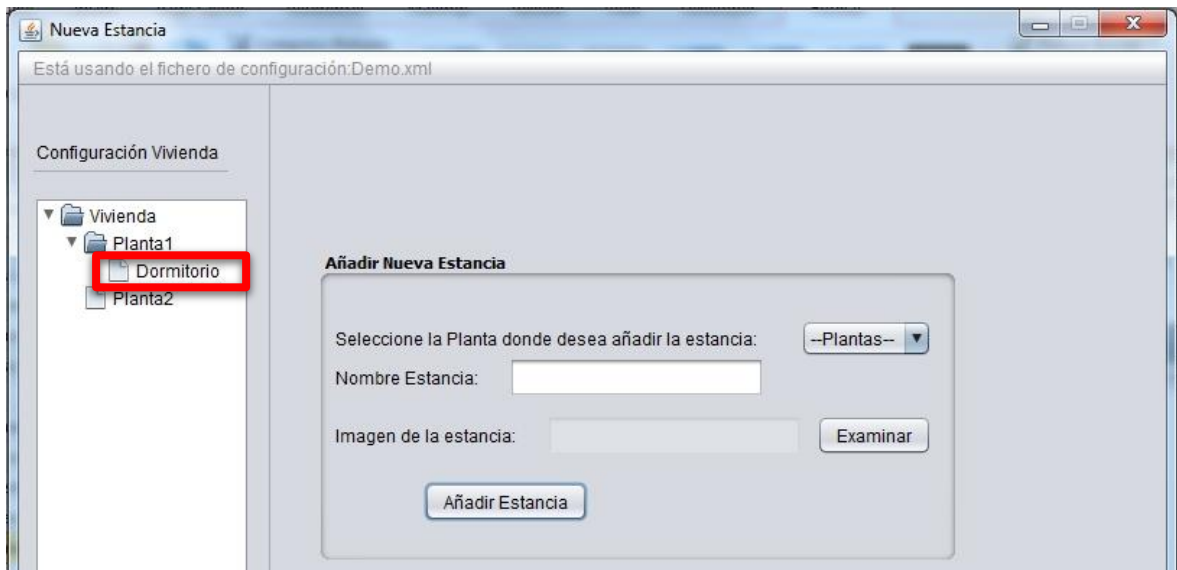 Nueva Estancia
Está usando el fichero de configuración:Demo.xml
Configuración Vivienda
Vivienda
Planta1
Dormitorio
Planta2
Añadir Nueva Estancia
Seleccione la Planta donde desea añadir la estancia: --Plantas--
Nombre Estancia:
Imagen de la estancia: Examinar
Añadir Estancia